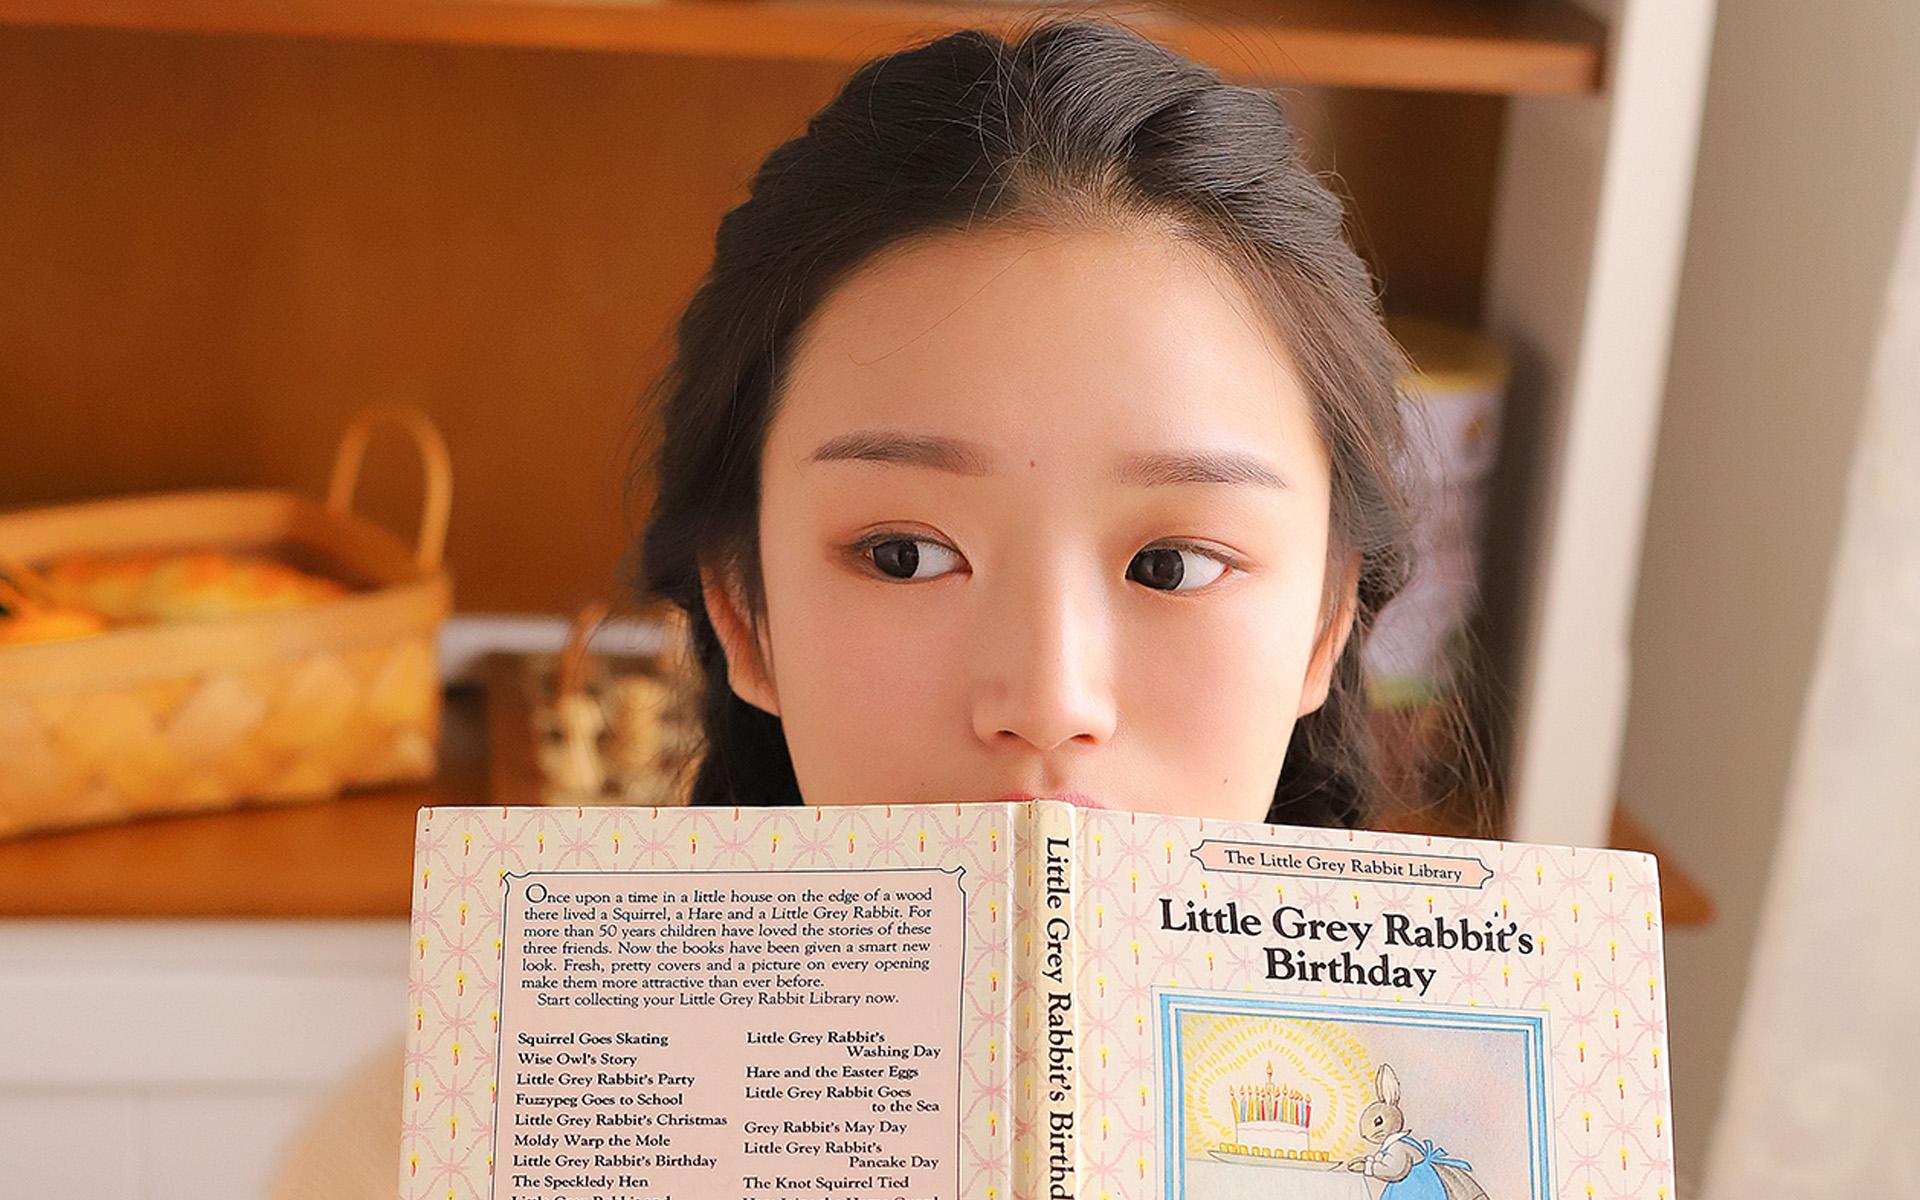 Once upon a time in a little house on the edge of a wood
there lived a Squirrel, a Hare and a Little Grey Rabbit. For
more than 50 years children have loved the stories of these
three friends. Now the books have been given a smart new
look. Fresh, pretty covers and a picture on every opening
make them more attractive than ever before.
Start collecting your Little Grey Rabbit Library now.
Squirrel Goes Skating
Wise Owl's Story
Little Grey Rabbit's Party
Fuzzypeg Goes to School
Little Grey Rabbit's Christmas
Moldy Warp the Mole
Little Grey Rabbit's Birthday
The Speckledy Hen
Little Grey Rabbit's
Washing Day
Hare and the Easter Eggs
Little Grey Rabbit Goes
to the Sea
Grey Rabbit's May Day
Little Grey Rabbit's
Pancake Day
The Knot Squirrel Tied
Little Grey Rabbit's Birthd
The Little Grey Rabbit Library
Little Grey Rabbit's
Birthday